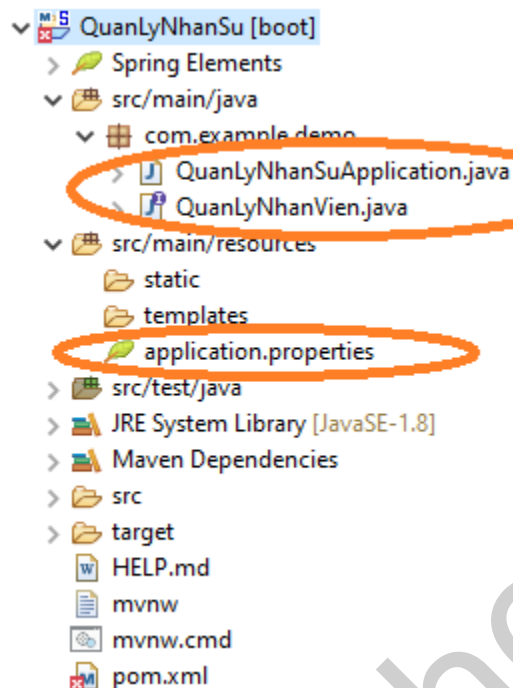 QuanLyNhanSu [boot]
Spring Elements
src/main/java
com.example.demo
QuanLyNhanSuApplication.java
QuanLyNhanVien.java
src/main/resources
static
templates
application.properties
src/test/java
JRE System Library [JavaSE-1.8]
Maven Dependencies
src
target
HELP.md
mvnw
mvnw.cmd
pom.xml